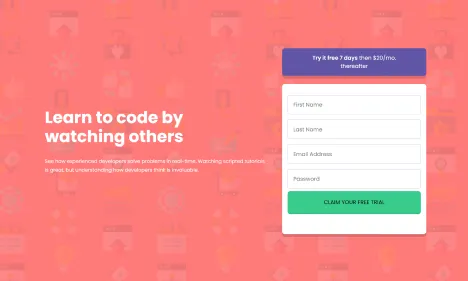 Learn to code by
watching others
See how experienced developers solve problems in real-time. Watching scripted tutorials
is great, but understanding how developers think is invaluable.
Try it free 7 days then $20/mo.
thereafter
First Name
Last Name
Email Address
Password
CLAIM YOUR FREE TRIAL